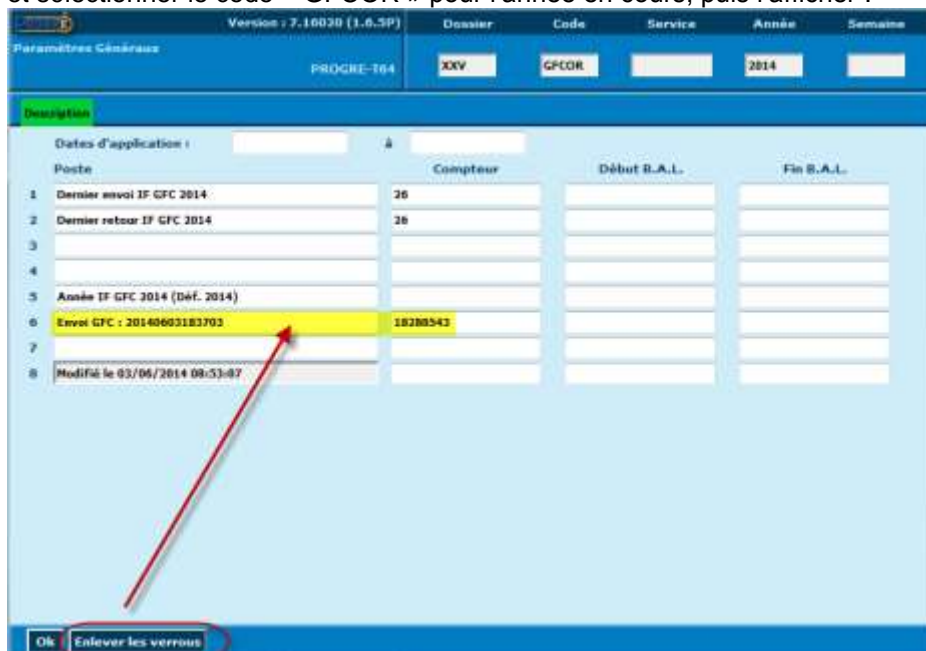 et sélectionner le code « GFCOR » pour l'année en cours, puis l'afficher :
Version : 7.10020 (1.6.5P) Dossier Code Service Année Semaine
Paramètres Généraux
PROGRE-T64 XXV GFCOR 2014
Description
Dates d'application : à
Poste Compteur Début B.A.L. Fin B.A.L.
1 Dernier envoi IF GFC 2014 26
2 Dernier retour IF GFC 2014 26
3
4
5 Année IF GFC 2014 (Déf. 2014)
6 Envoi GFC : 20140603183703 18288543
7
8 Modifié le 03/06/2014 08:53:07
Ok Enlever les verrous